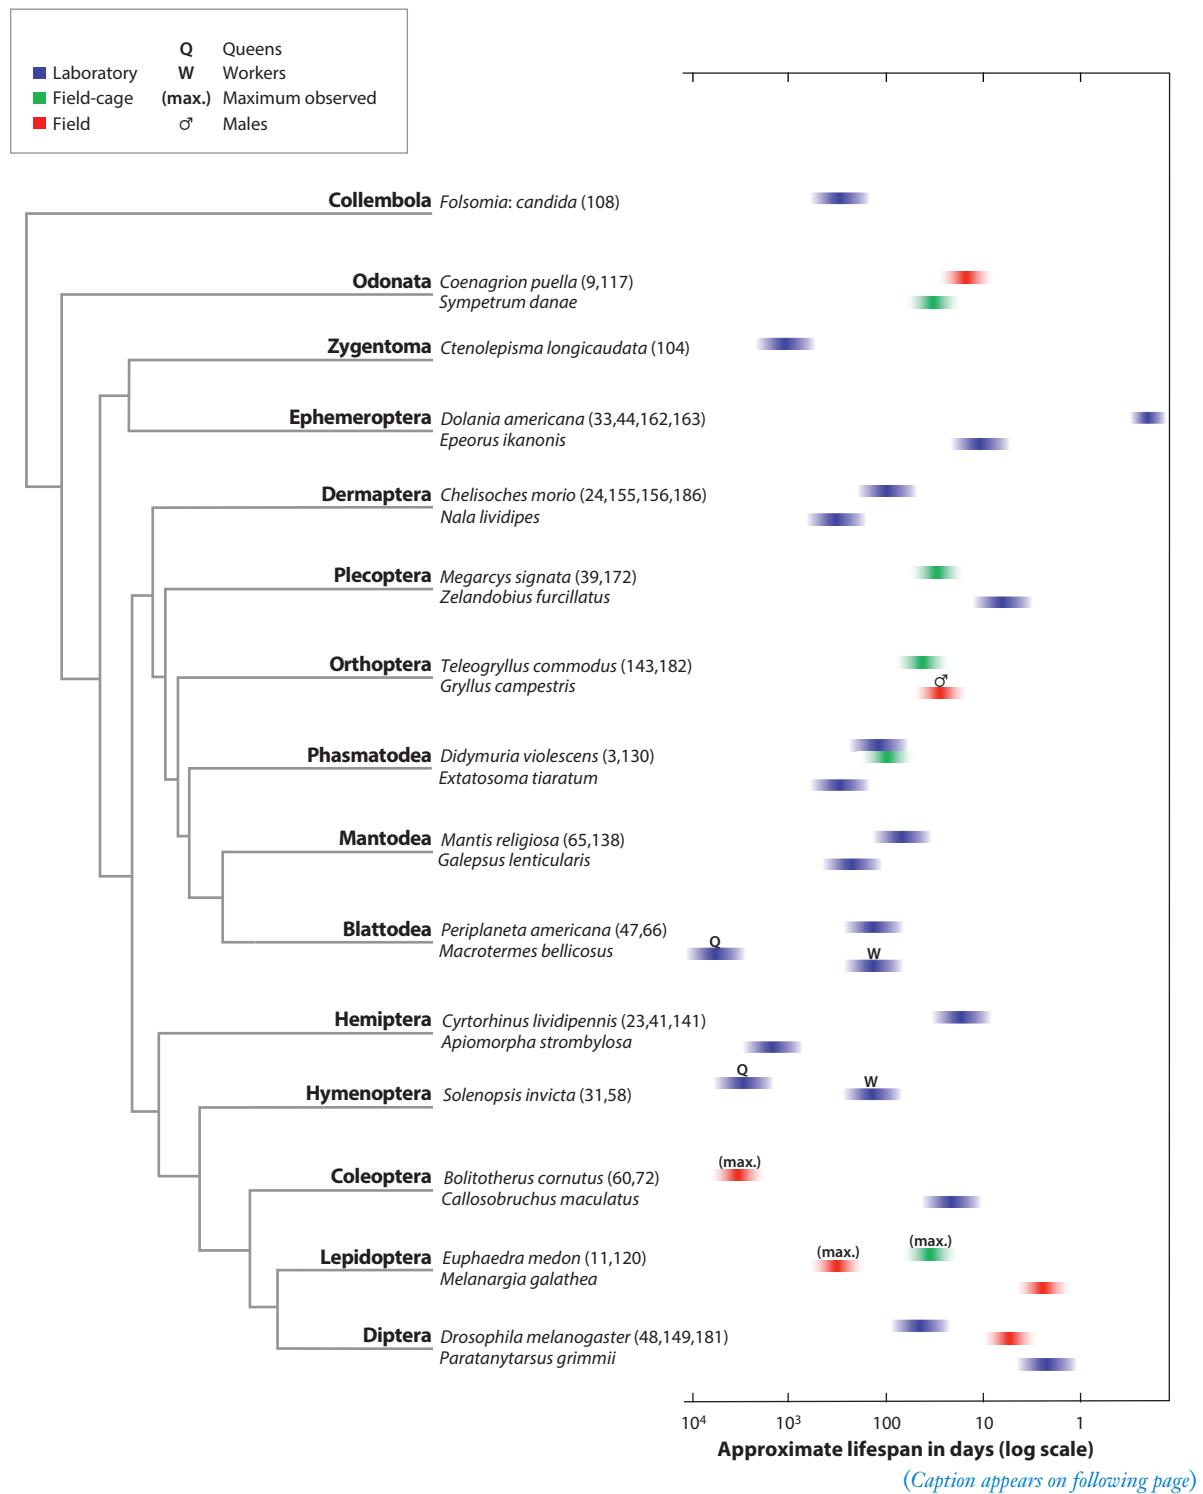 Q Queens
Laboratory W Workers
Field-cage (max.) Maximum observed
Field ♂ Males
Collembola Folsomia: candida (108)
Odonata Coenagrion puella (9,117)
Sympetrum danae
Zygentoma Ctenolepisma longicaudata (104)
Ephemeroptera Dolania americana (33,44,162,163)
Epeorus ikanonis
Dermaptera Chelisoches morio (24,155,156,186)
Nala lividipes
Plecoptera Megarcys signata (39,172)
Zelandobius furcillatus
Orthoptera Teleogryllus commodus (143,182)
♂
Gryllus campestris
Phasmatodea Didymuria violescens (3,130)
Extatosoma tiaratum
Mantodea Mantis religiosa (65,138)
Galepsus lenticularis
Blattodea Periplaneta americana (47,66)
Q
Macrotermes bellicosus W
Hemiptera Cyrtorhinus lividipennis (23,41,141)
Apiomorpha strombylosa
Q
W
Hymenoptera Solenopsis invicta (31,58)
(max.)
Coleoptera Bolitotherus cornutus (60,72)
Callosobruchus maculatus
(max.) (max.)
Lepidoptera Euphaedra medon (11,120)
Melanargia galathea
Diptera Drosophila melanogaster (48,149,181)
Paratanytarsus grimmii
10⁴ 10³ 100 10 1
Approximate lifespan in days (log scale)
(Caption appears on following page)